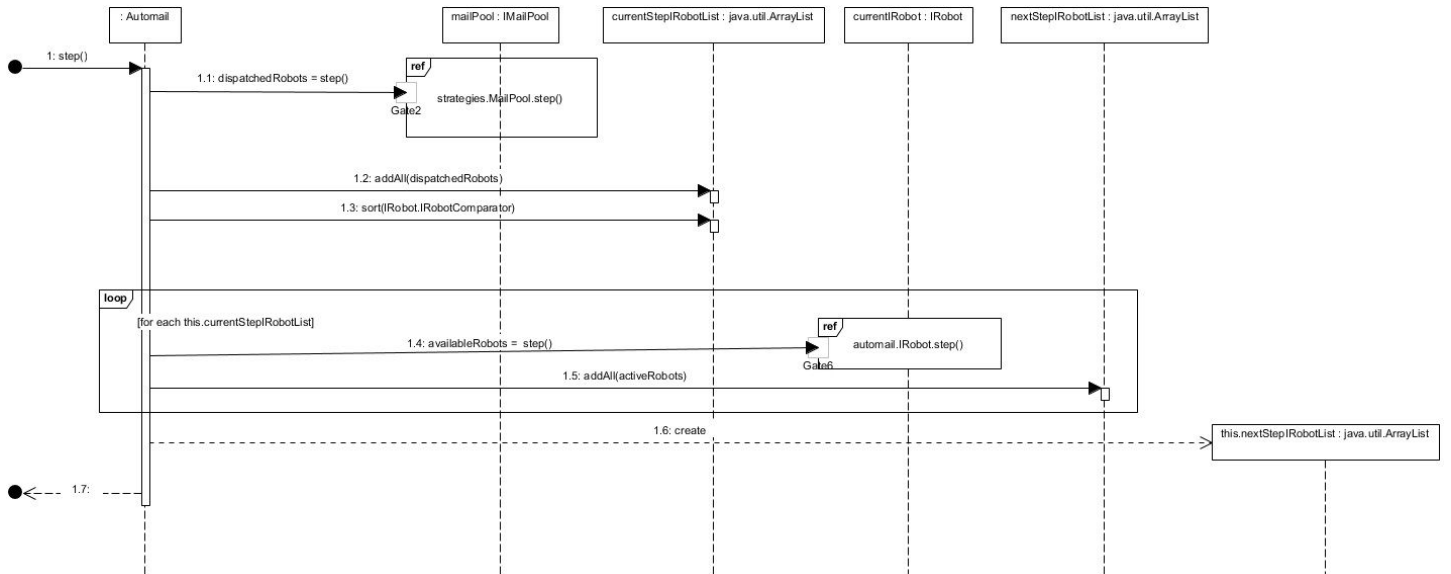 : Automail
mailPool : IMailPool
currentStepIRobotList : java.util.ArrayList
currentIRobot : IRobot
nextStepIRobotList : java.util.ArrayList
1: step()
ref
1.1: dispatchedRobots = step()
strategies.MailPool.step()
Gate2
1.2: addAll(dispatchedRobots)
1.3: sort(IRobot.IRobotComparator)
loop
[for each this.currentStepIRobotList]
ref
1.4: availableRobots = step()
automail.IRobot.step()
Gate6
1.5: addAll(activeRobots)
1.6: create
this.nextStepIRobotList : java.util.ArrayList
1.7: